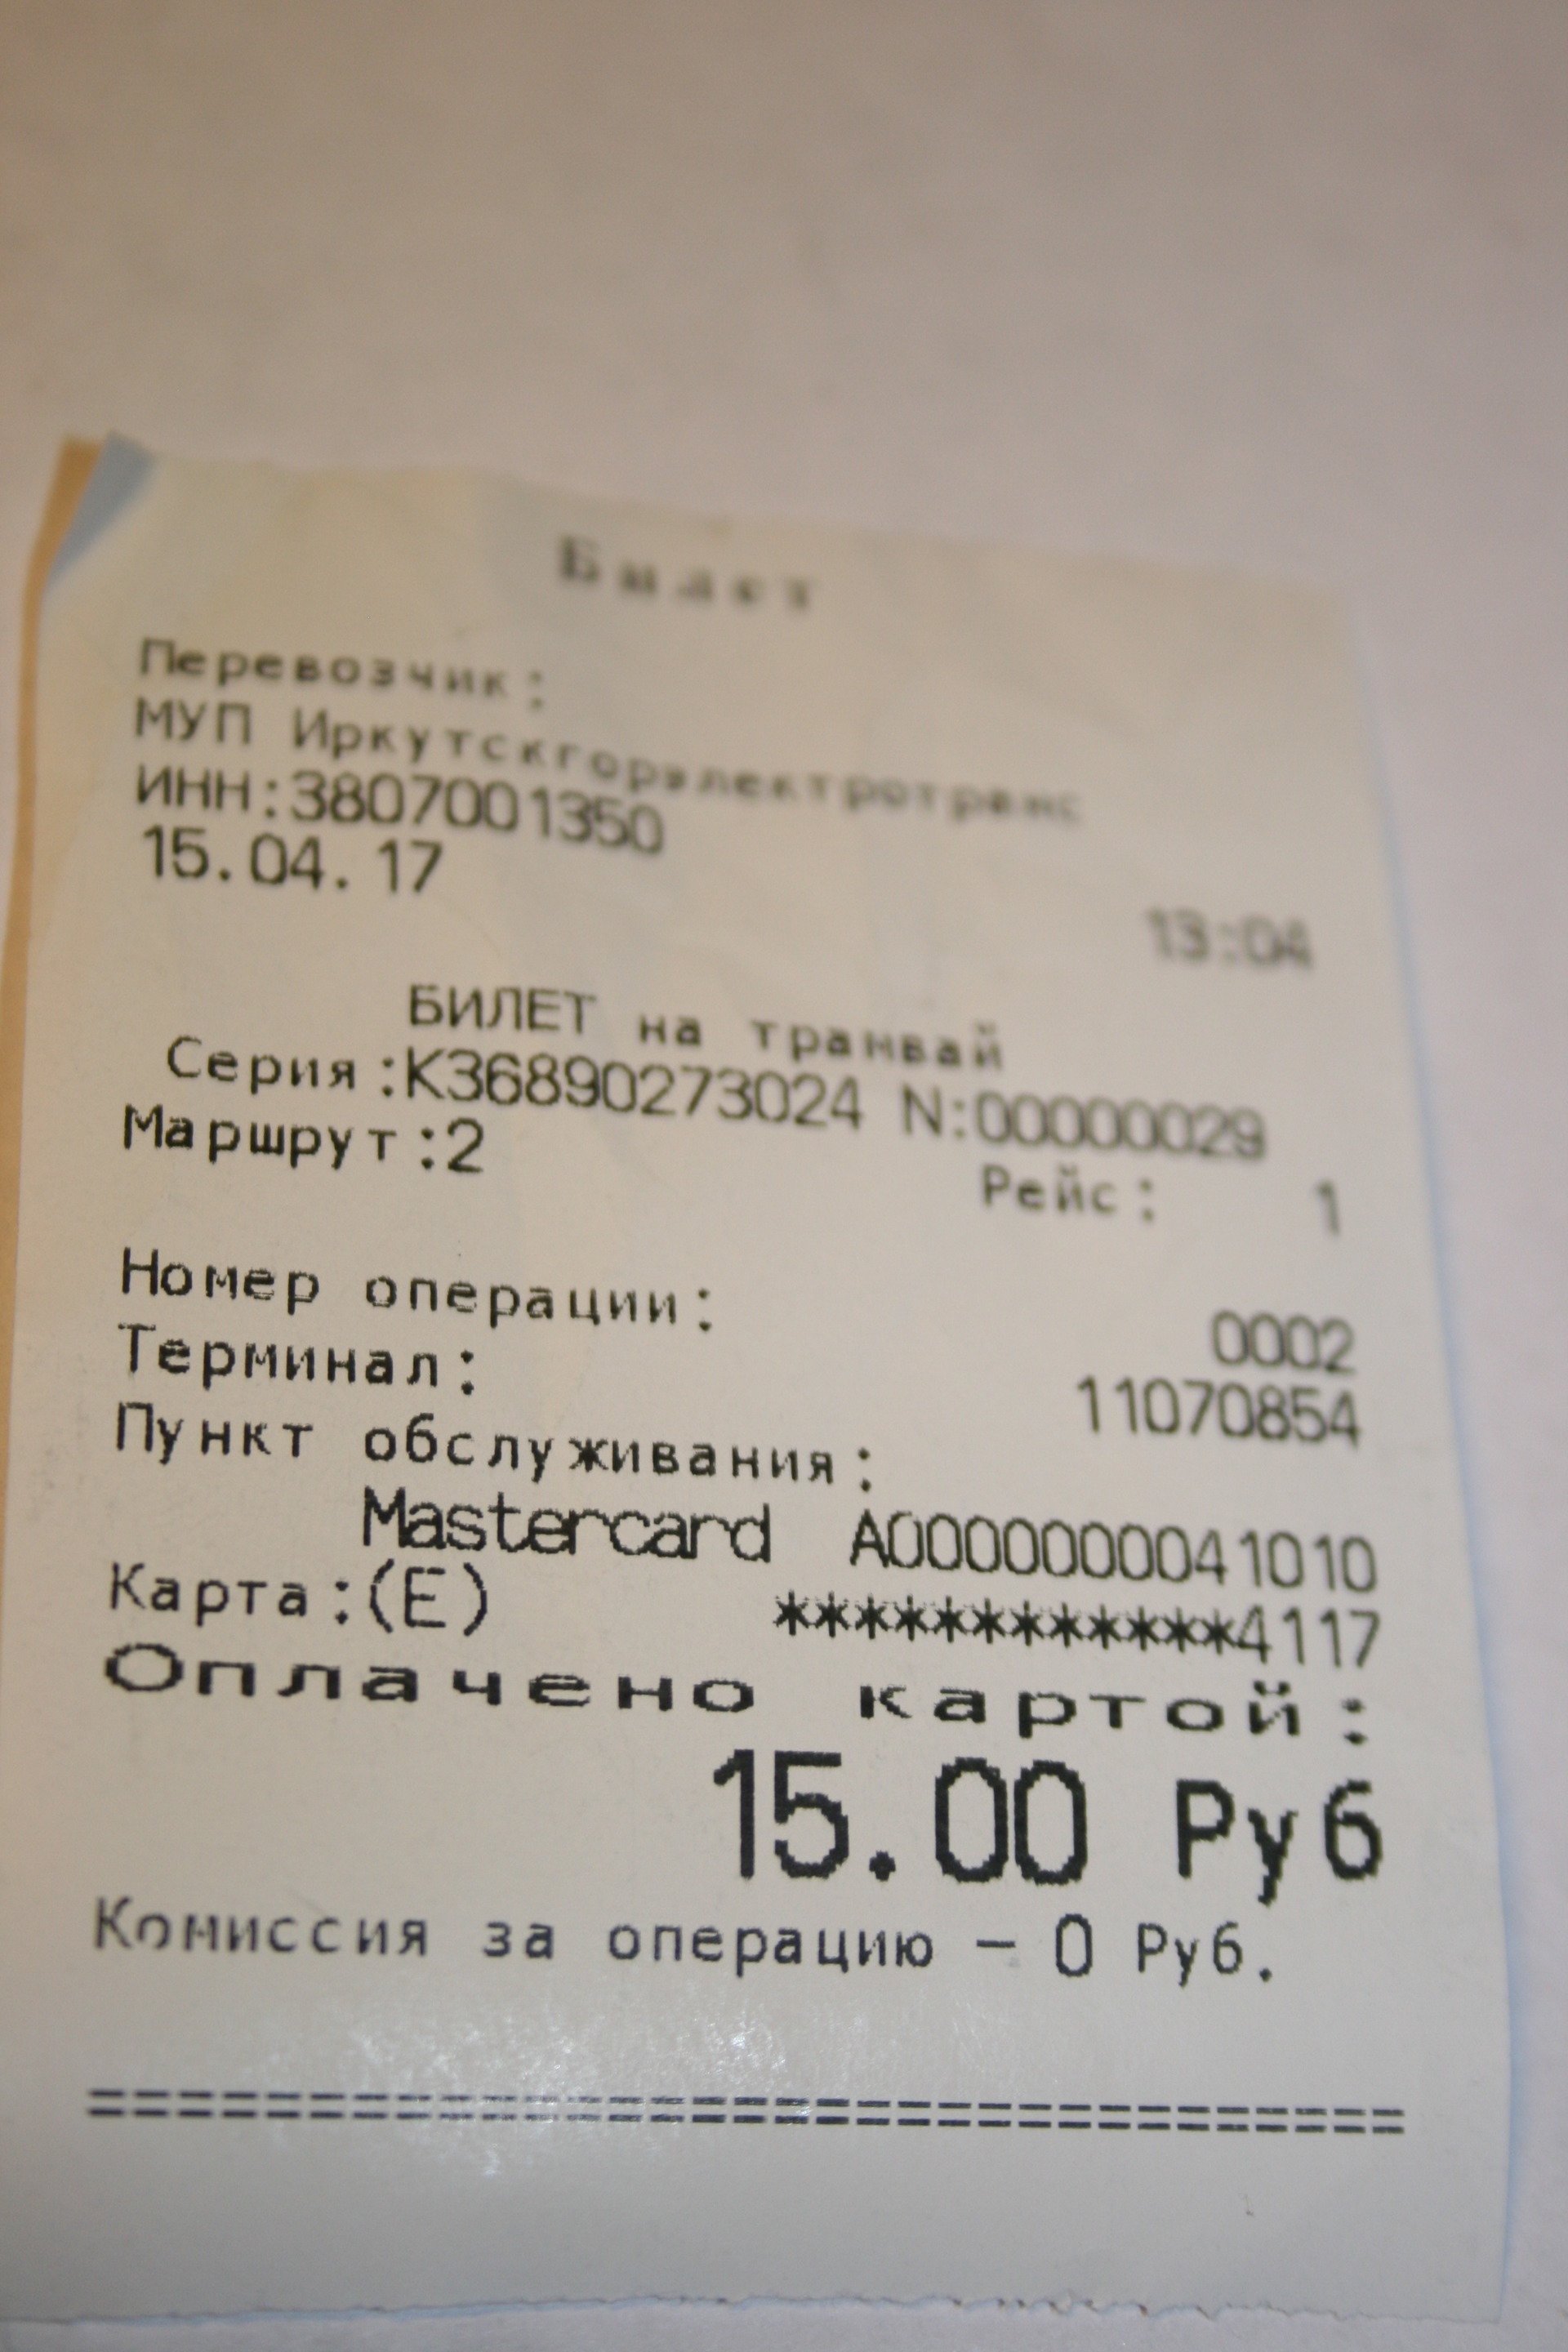 Билет
Перевозчик:
МУП Иркутскгорэлектротранс
ИНН:3807001350
15.04.17
13:04
БИЛЕТ на трамвай
Серия:K36890273024 N:00000029
Маршрут:2
Рейс: 1
Номер операции: 0002
Терминал: 11070854
Пункт обслуживания:
Mastercard A0000000041010
Карта:(E) ************4117
Оплачено картой:
15.00 Руб
Комиссия за операцию – 0 Руб.
==============================